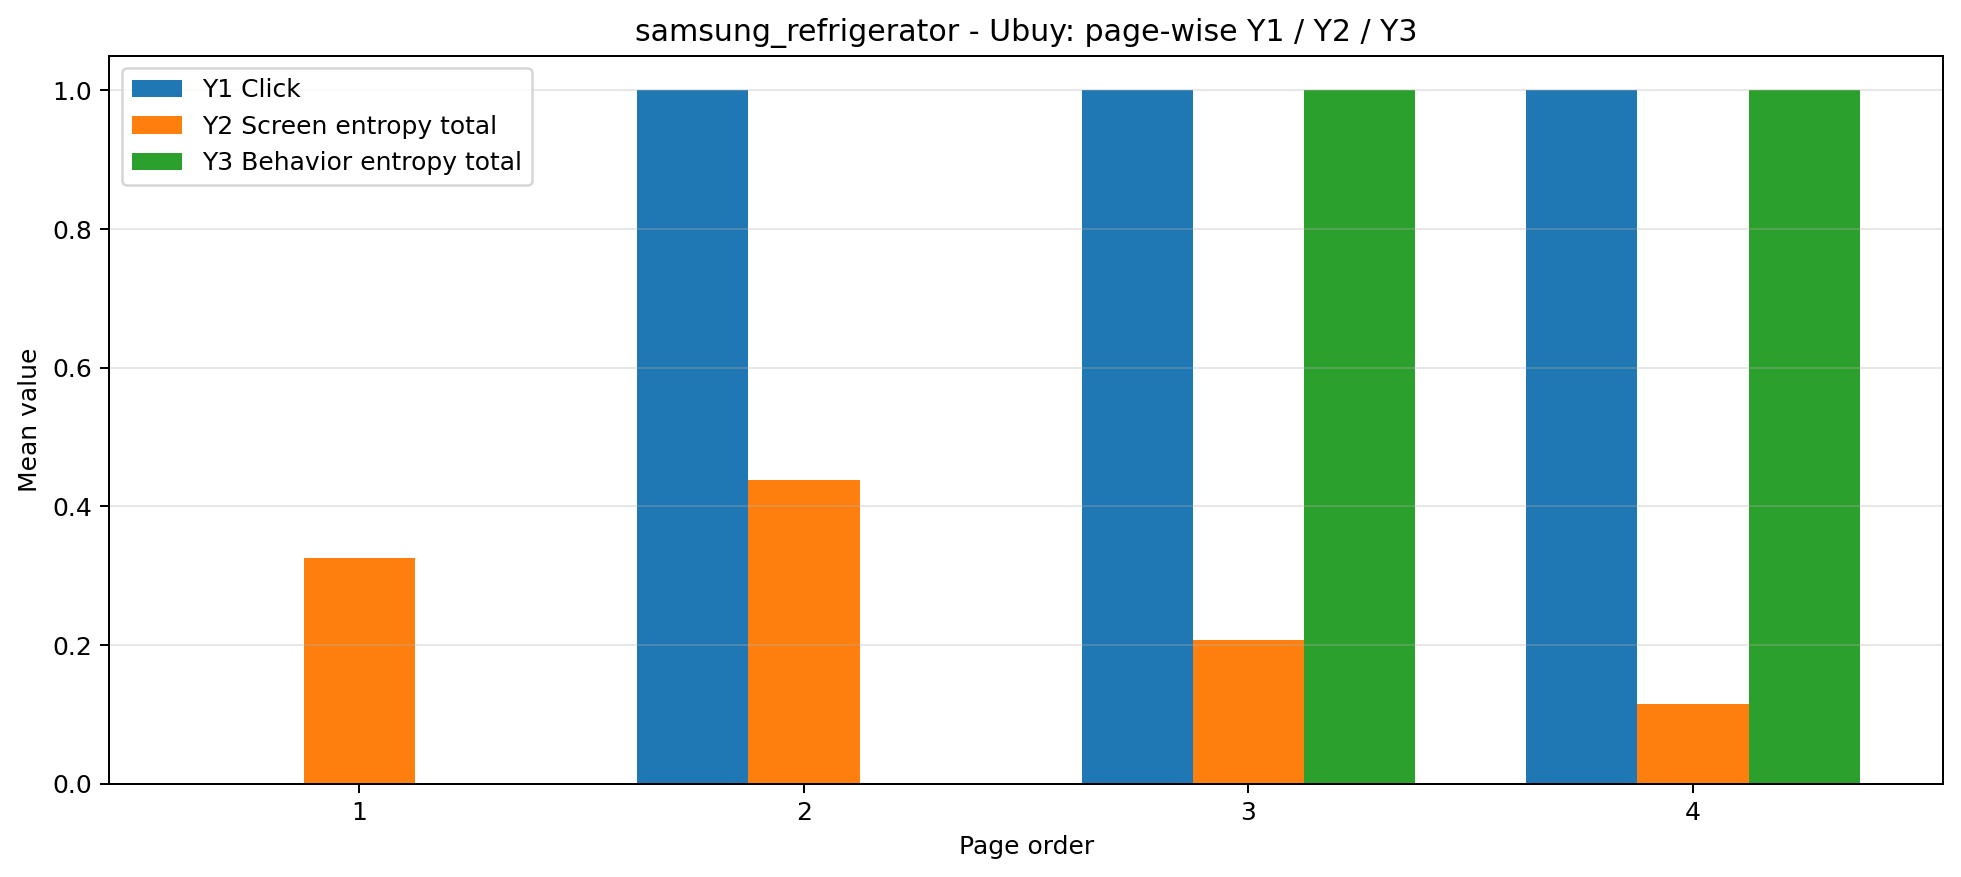 samsung_refrigerator - Ubuy: page-wise Y1 / Y2 / Y3
Y1 Click
Y2 Screen entropy total
Y3 Behavior entropy total
Mean value
1.0
0.8
0.6
0.4
0.2
0.0
1 2 3 4
Page order